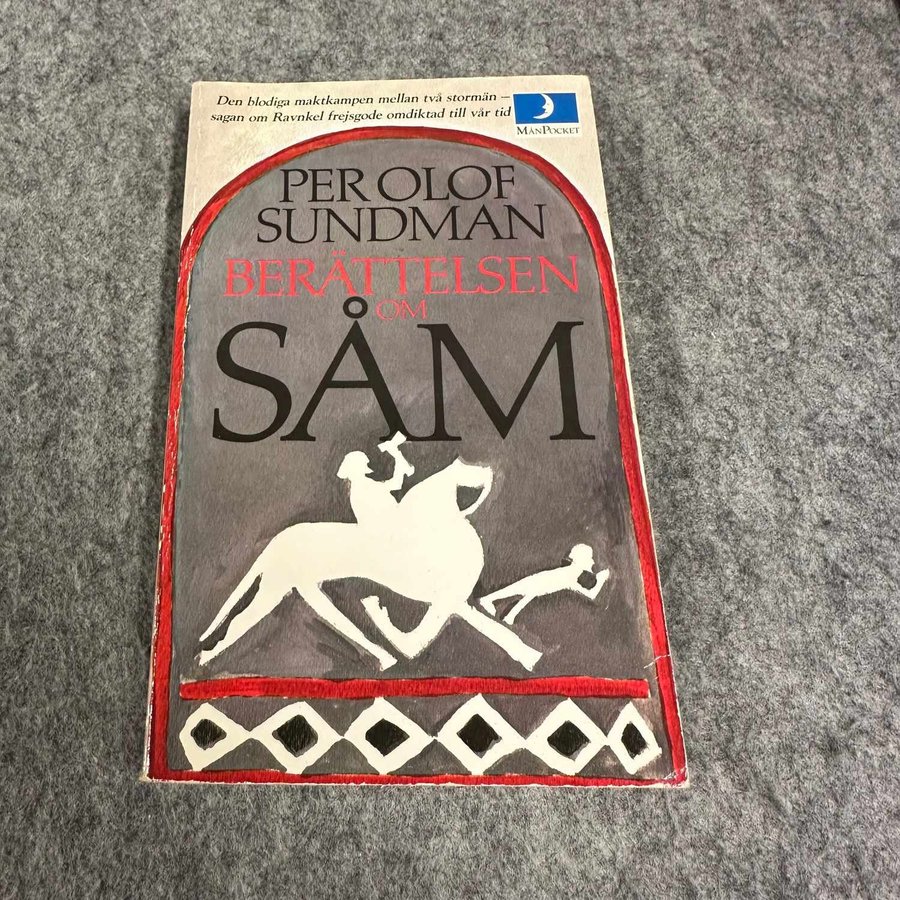 Den blodiga maktkampen mellan två stormän –
sagan om Ravnkel frejsgode omdiktad till vår tid
MÅNPOCKET
PER OLOF
SUNDMAN
BERÄTTELSEN
OM
SÅM